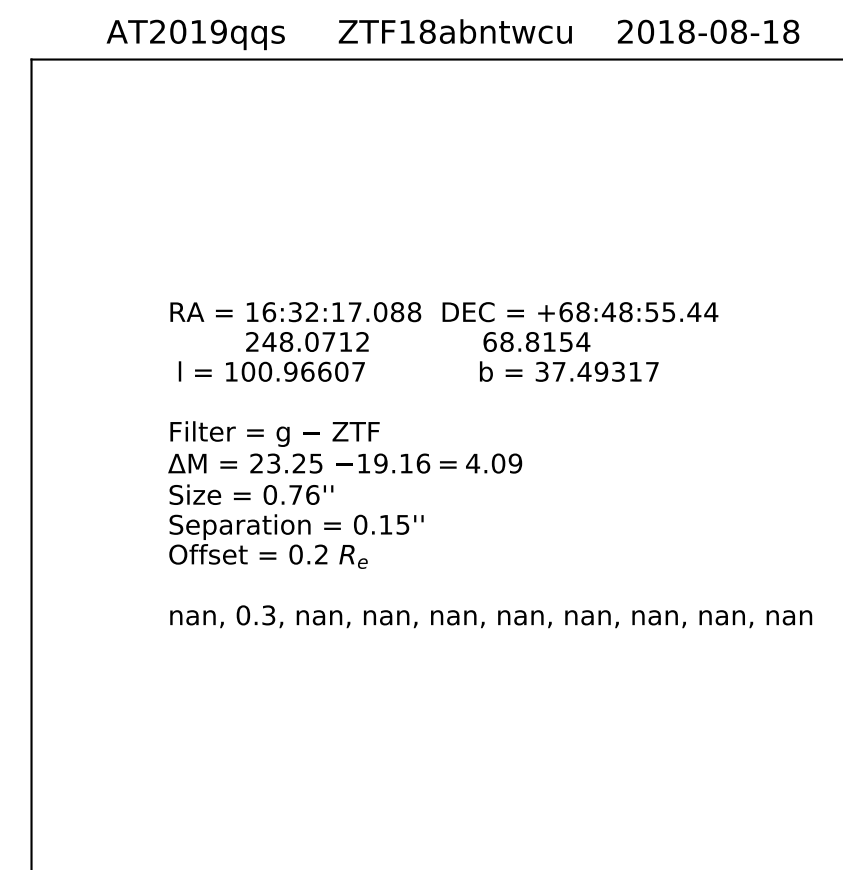 AT2019qqs ZTF18abntwcu 2018-08-18
RA = 16:32:17.088 DEC = +68:48:55.44
248.0712 68.8154
l = 100.96607 b = 37.49317
Filter = g − ZTF
ΔM = 23.25 −19.16 = 4.09
Size = 0.76''
Separation = 0.15''
Offset = 0.2 Re
nan, 0.3, nan, nan, nan, nan, nan, nan, nan, nan